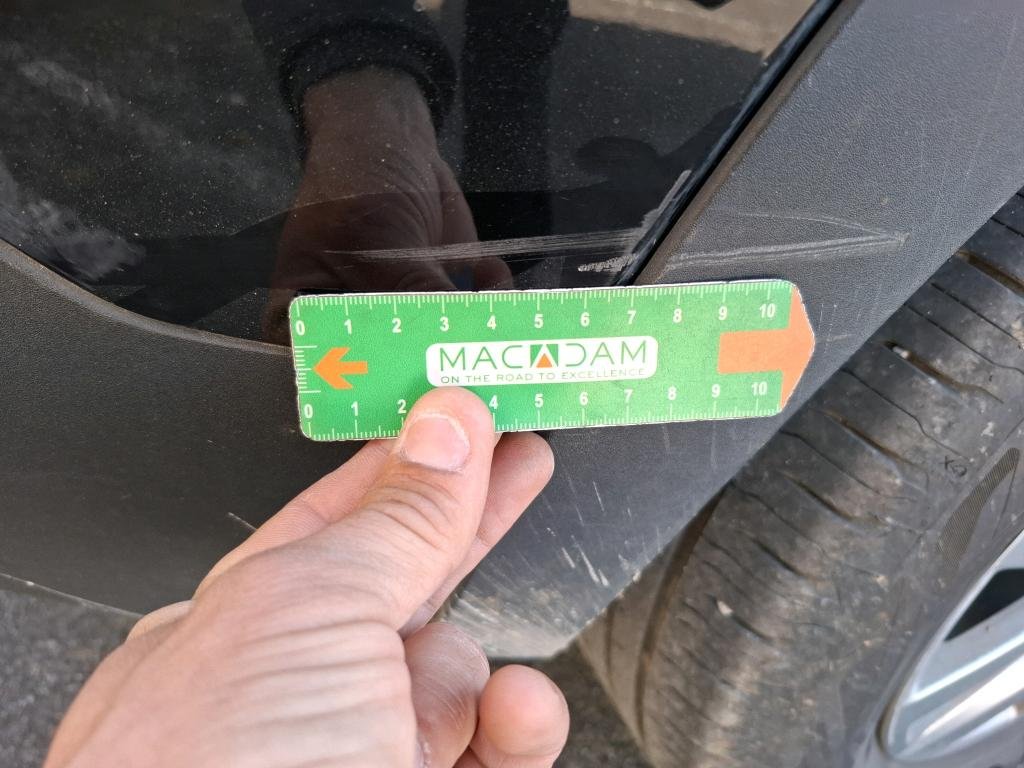 0 1 2 3 4 5 6 7 8 9 10
MACADAM
ON THE ROAD TO EXCELLENCE
0 1 2 4 5 6 7 8 9 10